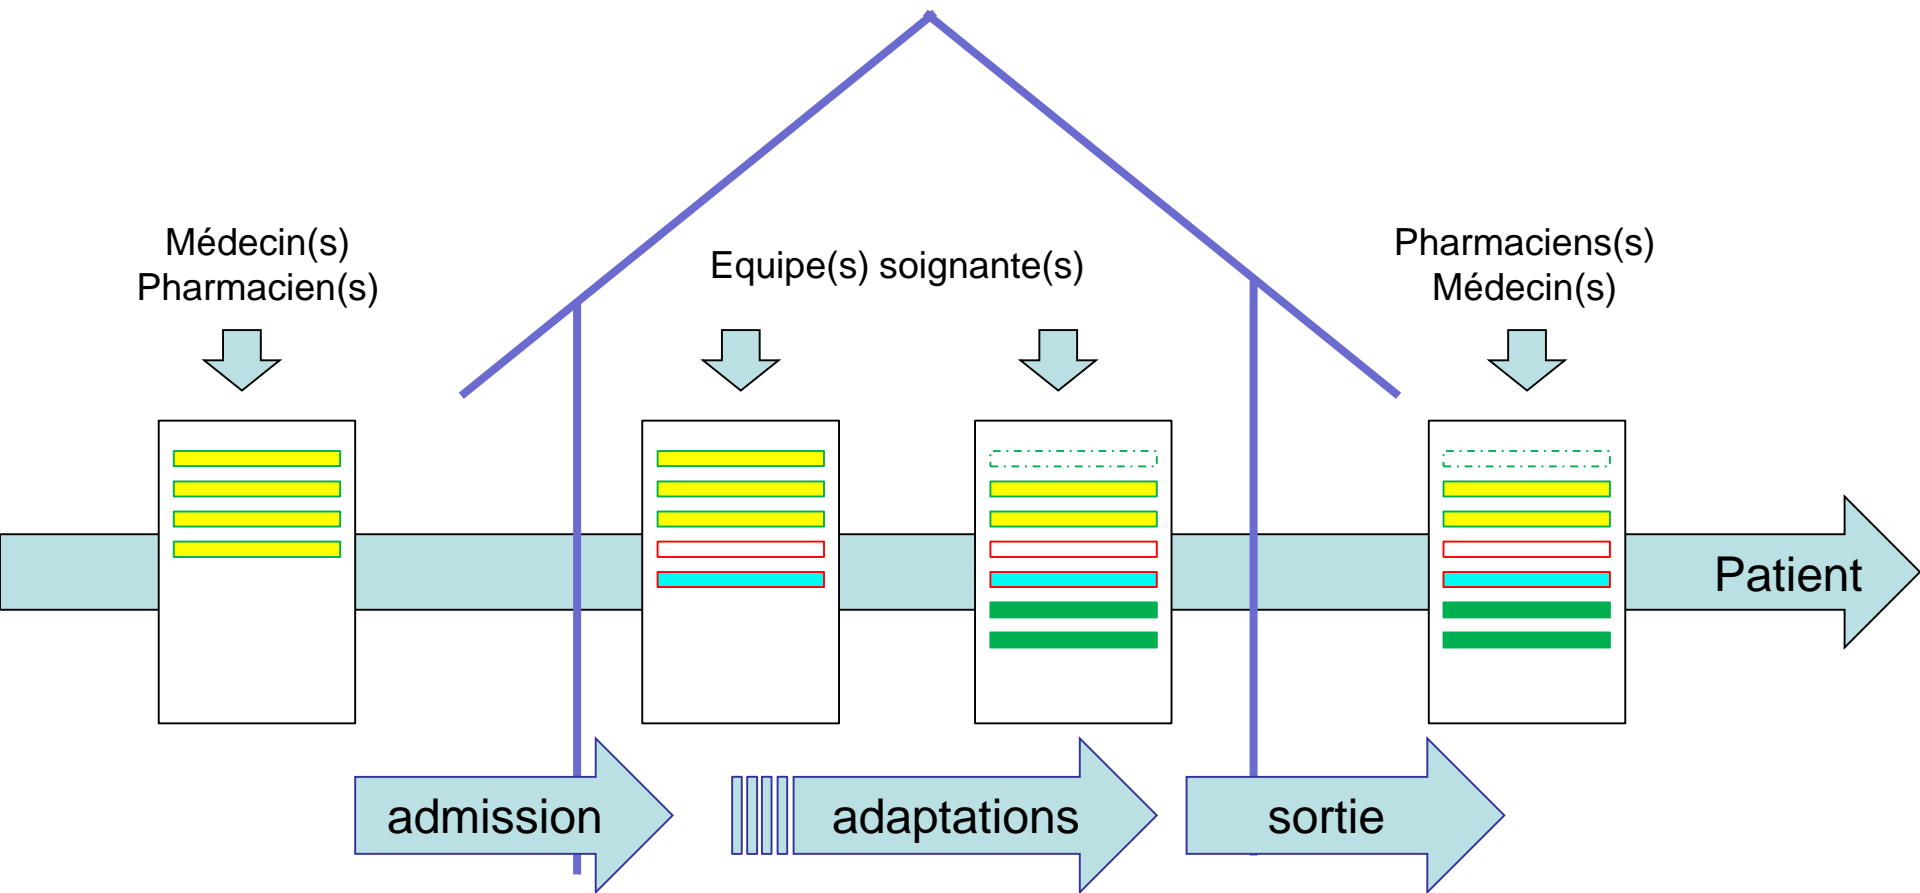 Médecin(s)
Pharmacien(s)
Equipe(s) soignante(s)
Pharmaciens(s)
Médecin(s)
Patient
admission
adaptations
sortie